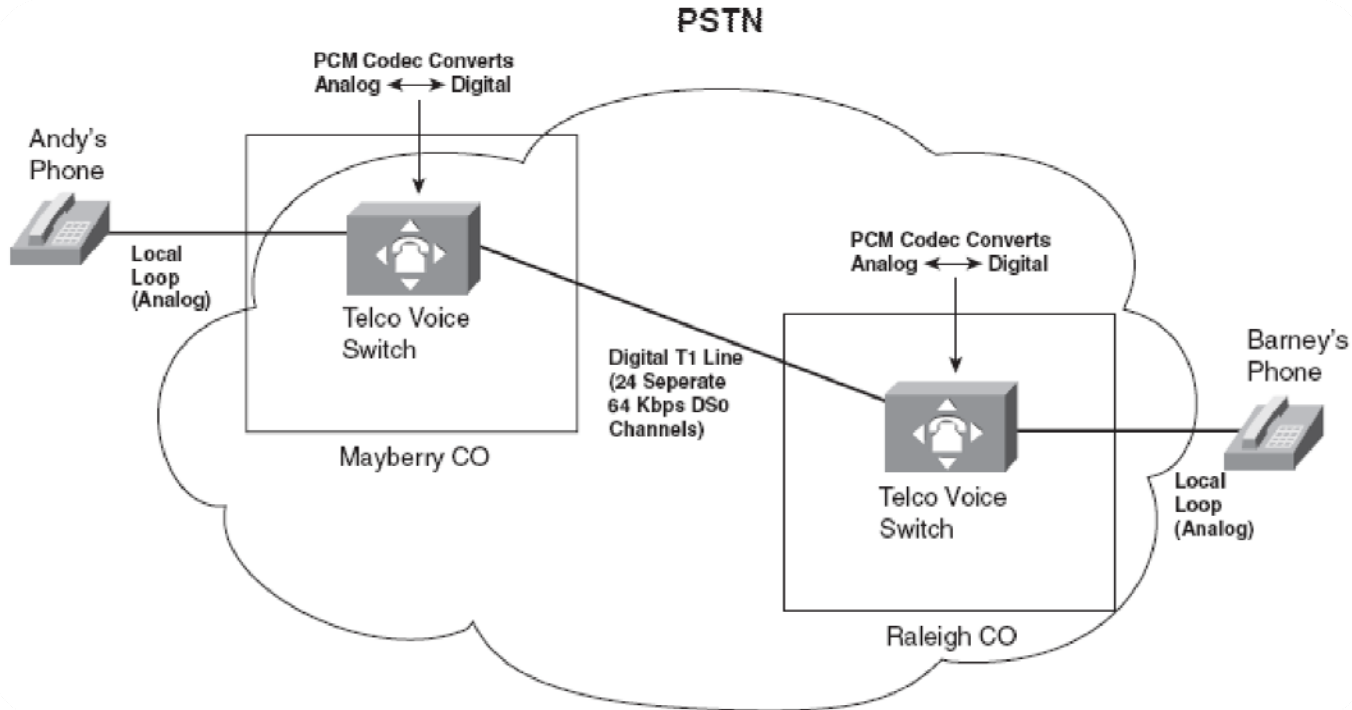 PSTN
PCM Codec Converts
Analog ↔ Digital
Andy's
Phone
Local
Loop
(Analog)
Telco Voice
Switch
Mayberry CO
Digital T1 Line
(24 Seperate
64 Kbps DS0
Channels)
PCM Codec Converts
Analog ↔ Digital
Telco Voice
Switch
Raleigh CO
Barney's
Phone
Local
Loop
(Analog)